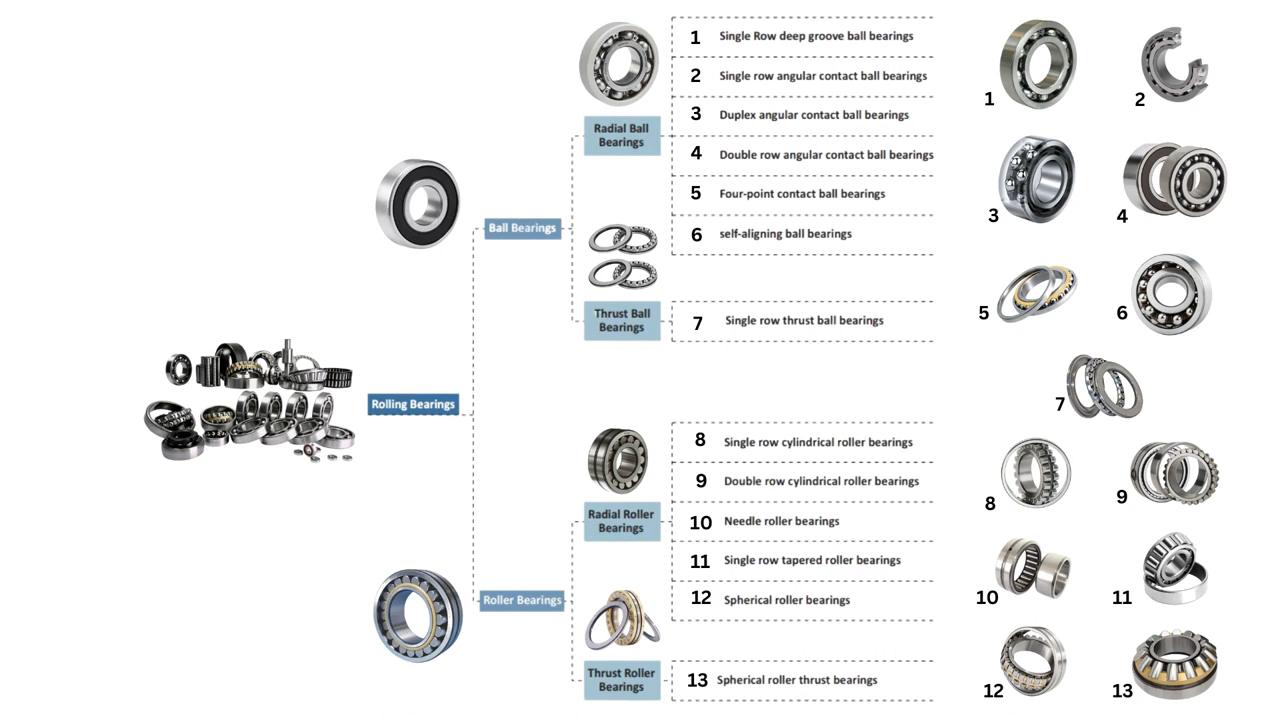 Rolling Bearings
Ball Bearings
Radial Ball
Bearings
1 Single Row deep groove ball bearings
2 Single row angular contact ball bearings
3 Duplex angular contact ball bearings
4 Double row angular contact ball bearings
5 Four-point contact ball bearings
6 self-aligning ball bearings
Thrust Ball
Bearings
7 Single row thrust ball bearings
Roller Bearings
Radial Roller
Bearings
8 Single row cylindrical roller bearings
9 Double row cylindrical roller bearings
10 Needle roller bearings
11 Single row tapered roller bearings
12 Spherical roller bearings
Thrust Roller
Bearings
13 Spherical roller thrust bearings
1 2
3 4
5 6
7
8 9
10 11
12 13